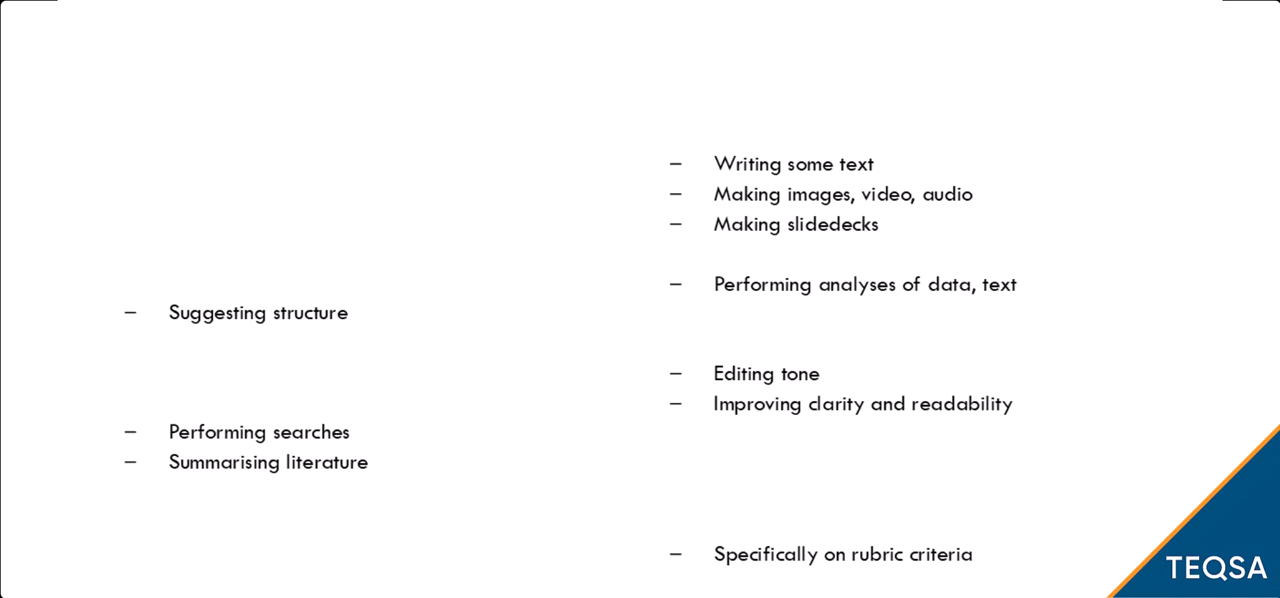 – Suggesting structure
– Performing searches
– Summarising literature
– Writing some text
– Making images, video, audio
– Making slidedecks
– Performing analyses of data, text
– Editing tone
– Improving clarity and readability
– Specifically on rubric criteria
TEQSA